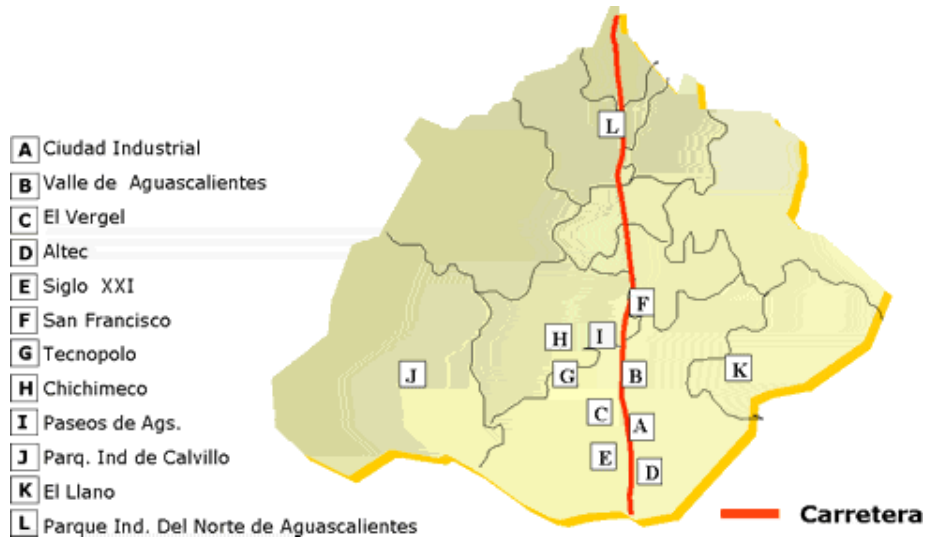 A Ciudad Industrial
B Valle de Aguascalientes
C El Vergel
D Altec
E Siglo XXI
F San Francisco
G Tecnopolo
H Chichimeco
I Paseos de Ags.
J Parq. Ind de Calvillo
K El Llano
L Parque Ind. Del Norte de Aguascalientes
L
F
H I
J G B K
C A
E D
Carretera